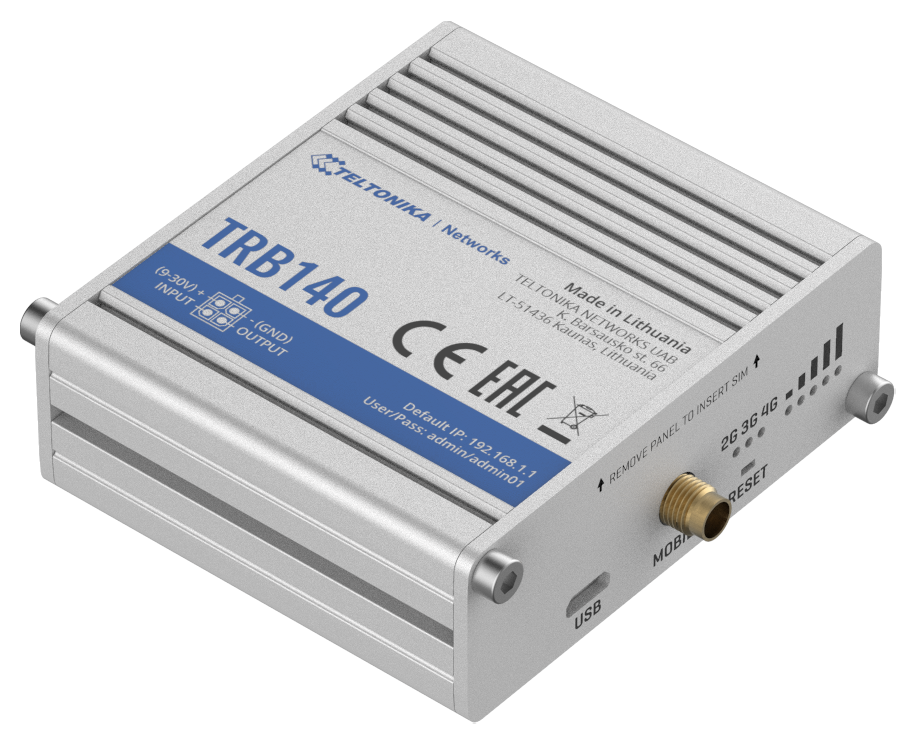 TELTONIKA | Networks
TRB140
(9-30V) +
INPUT
- (GND)
OUTPUT
Made in Lithuania
TELTONIKA NETWORKS UAB
K. Barsausko st. 66
LT-51436 Kaunas, Lithuania
CE EAC
Default IP: 192.168.1.1
User/Pass: admin/admin01
REMOVE PANEL TO INSERT SIM
2G 3G 4G
RESET
USB